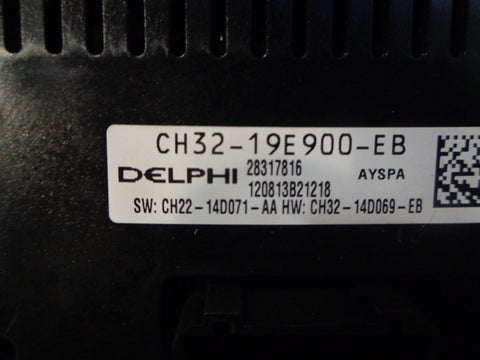 CH32-19E900-EB
DELPHI 28317816 AYSPA
120813B21218
SW: CH22-14D071-AA HW: CH32-14D069-EB